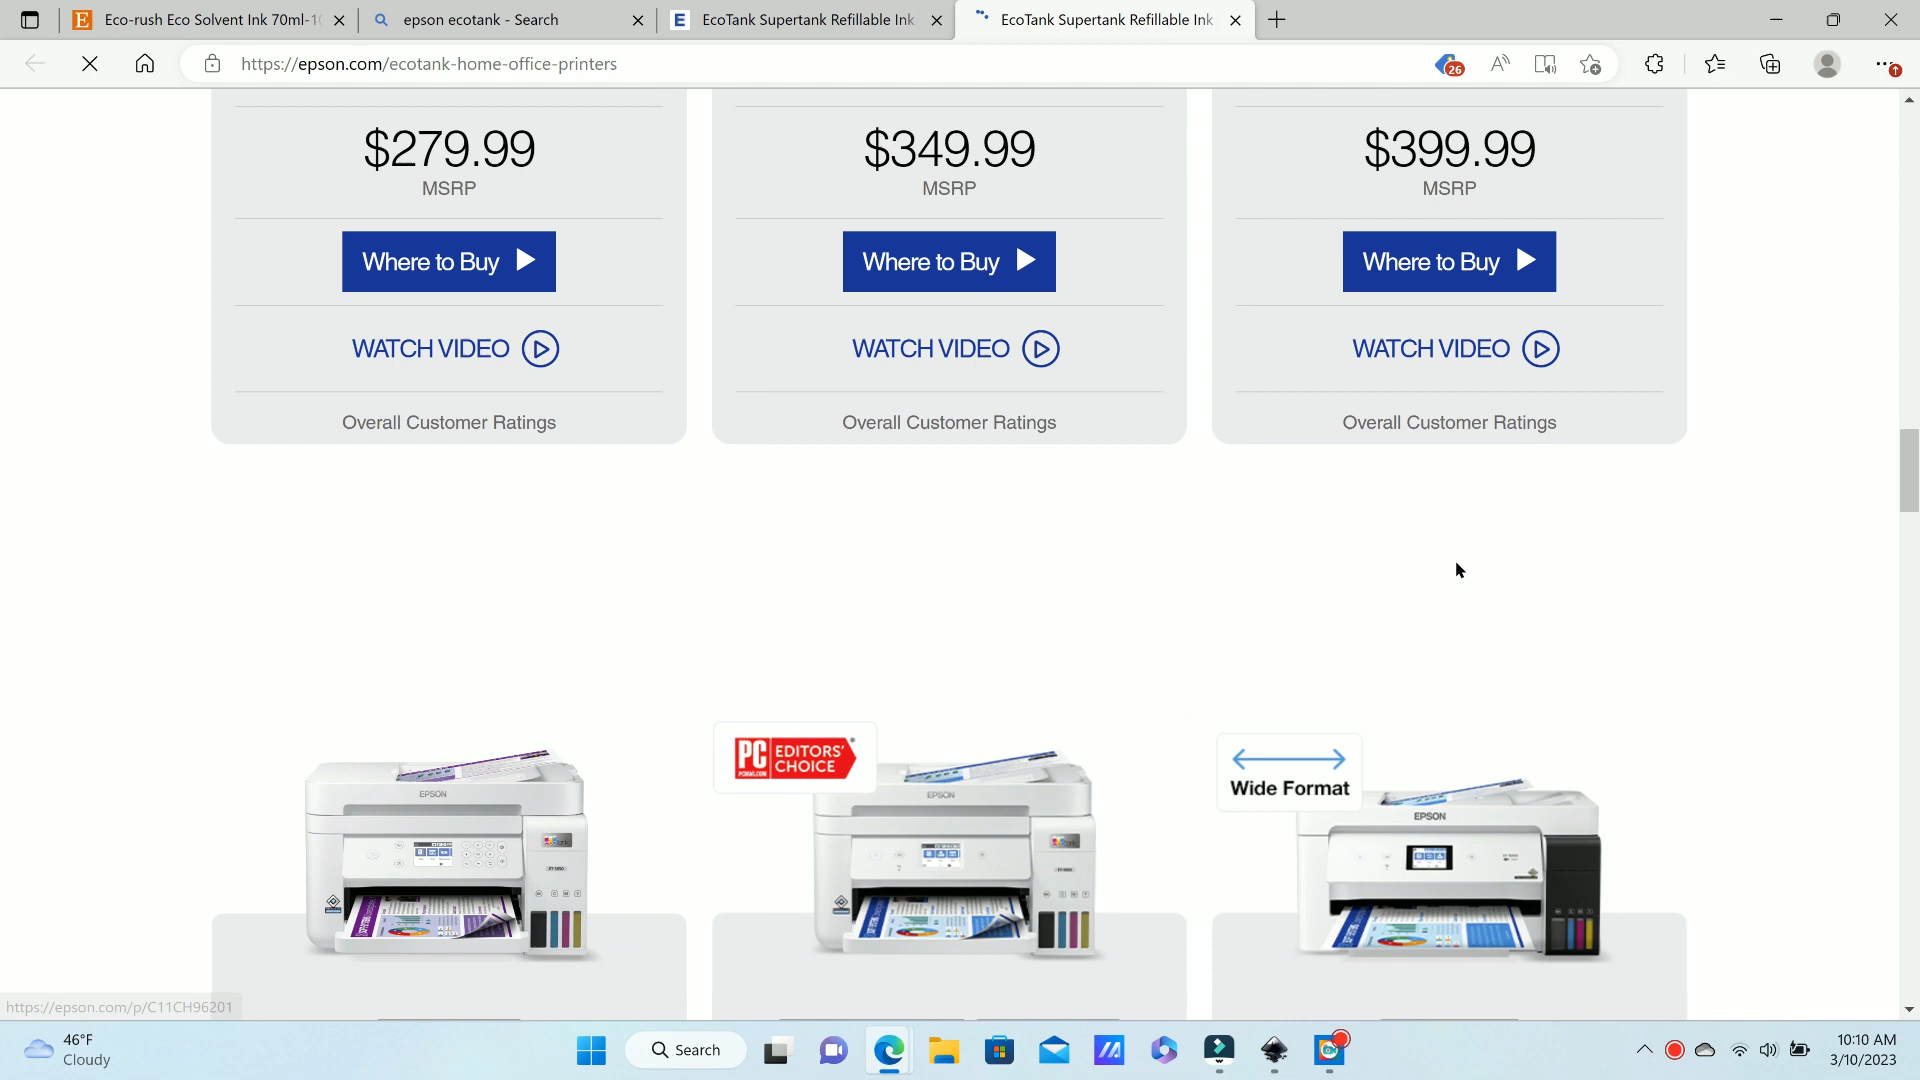 Eco-rush Eco Solvent Ink 70ml-10
epson ecotank - Search
EcoTank Supertank Refillable Ink
EcoTank Supertank Refillable Ink
https://epson.com/ecotank-home-office-printers
26
$279.99
MSRP
Where to Buy
WATCH VIDEO
Overall Customer Ratings
$349.99
MSRP
Where to Buy
WATCH VIDEO
Overall Customer Ratings
$399.99
MSRP
Where to Buy
WATCH VIDEO
Overall Customer Ratings
EPSON
PC EDITORS'
CHOICE
EPSON
Wide Format
EPSON
https://epson.com/p/C11CH96201
46°F
Cloudy
Search
10:10 AM
3/10/2023